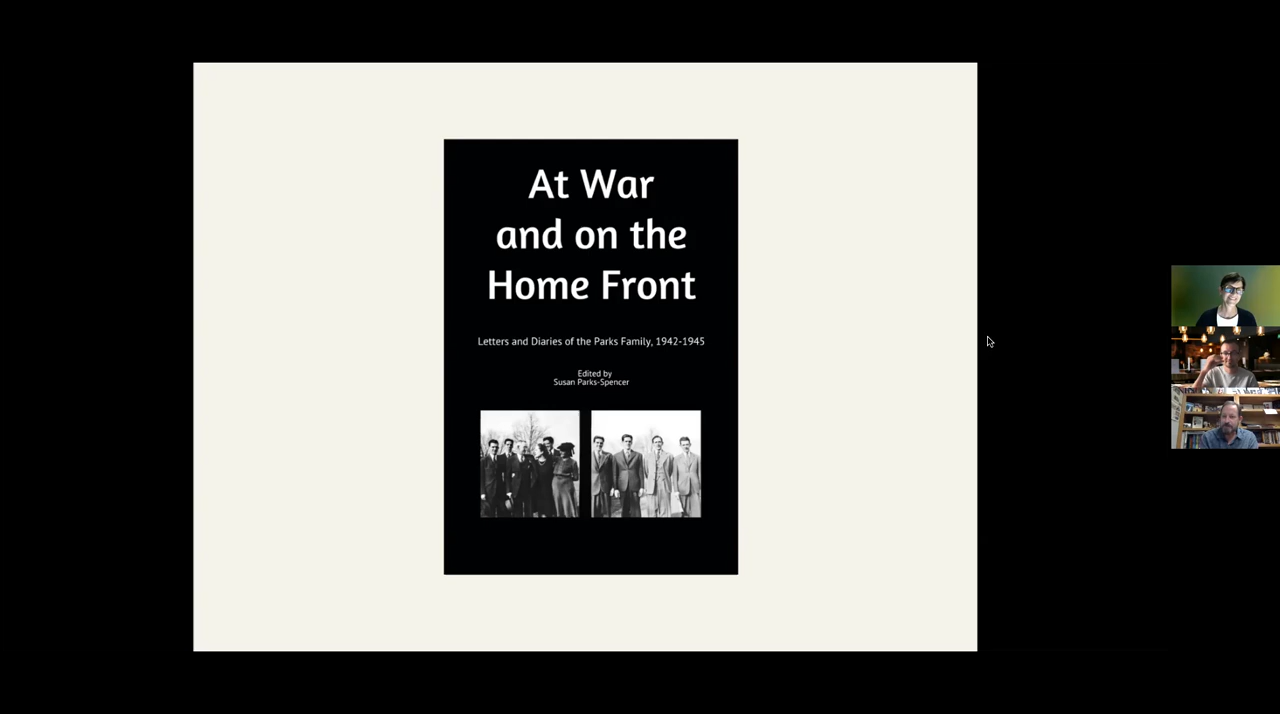 At War
and on the
Home Front
Letters and Diaries of the Parks Family, 1942-1945
Edited by
Susan Parks-Spencer